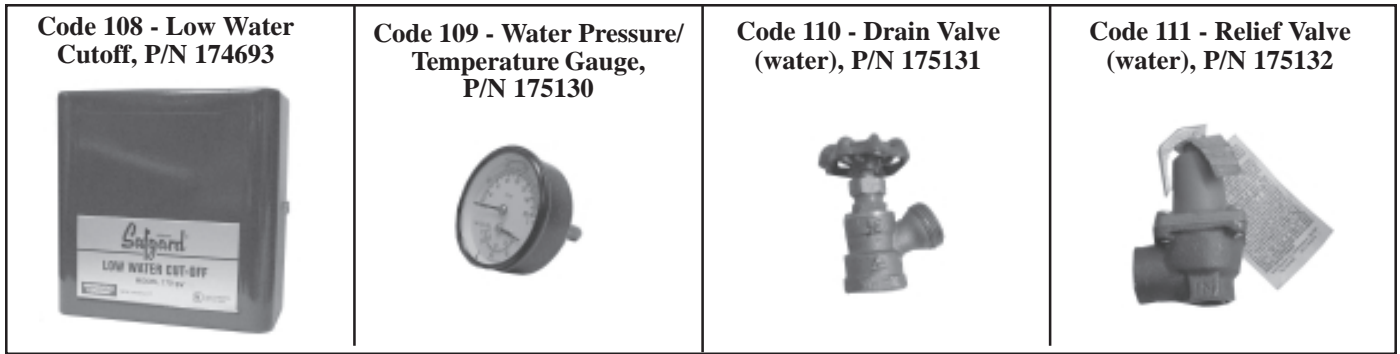 Code 108 - Low Water
Cutoff, P/N 174693
Code 109 - Water Pressure/
Temperature Gauge,
P/N 175130
Code 110 - Drain Valve
(water), P/N 175131
Code 111 - Relief Valve
(water), P/N 175132
Safgard
LOW WATER CUT-OFF